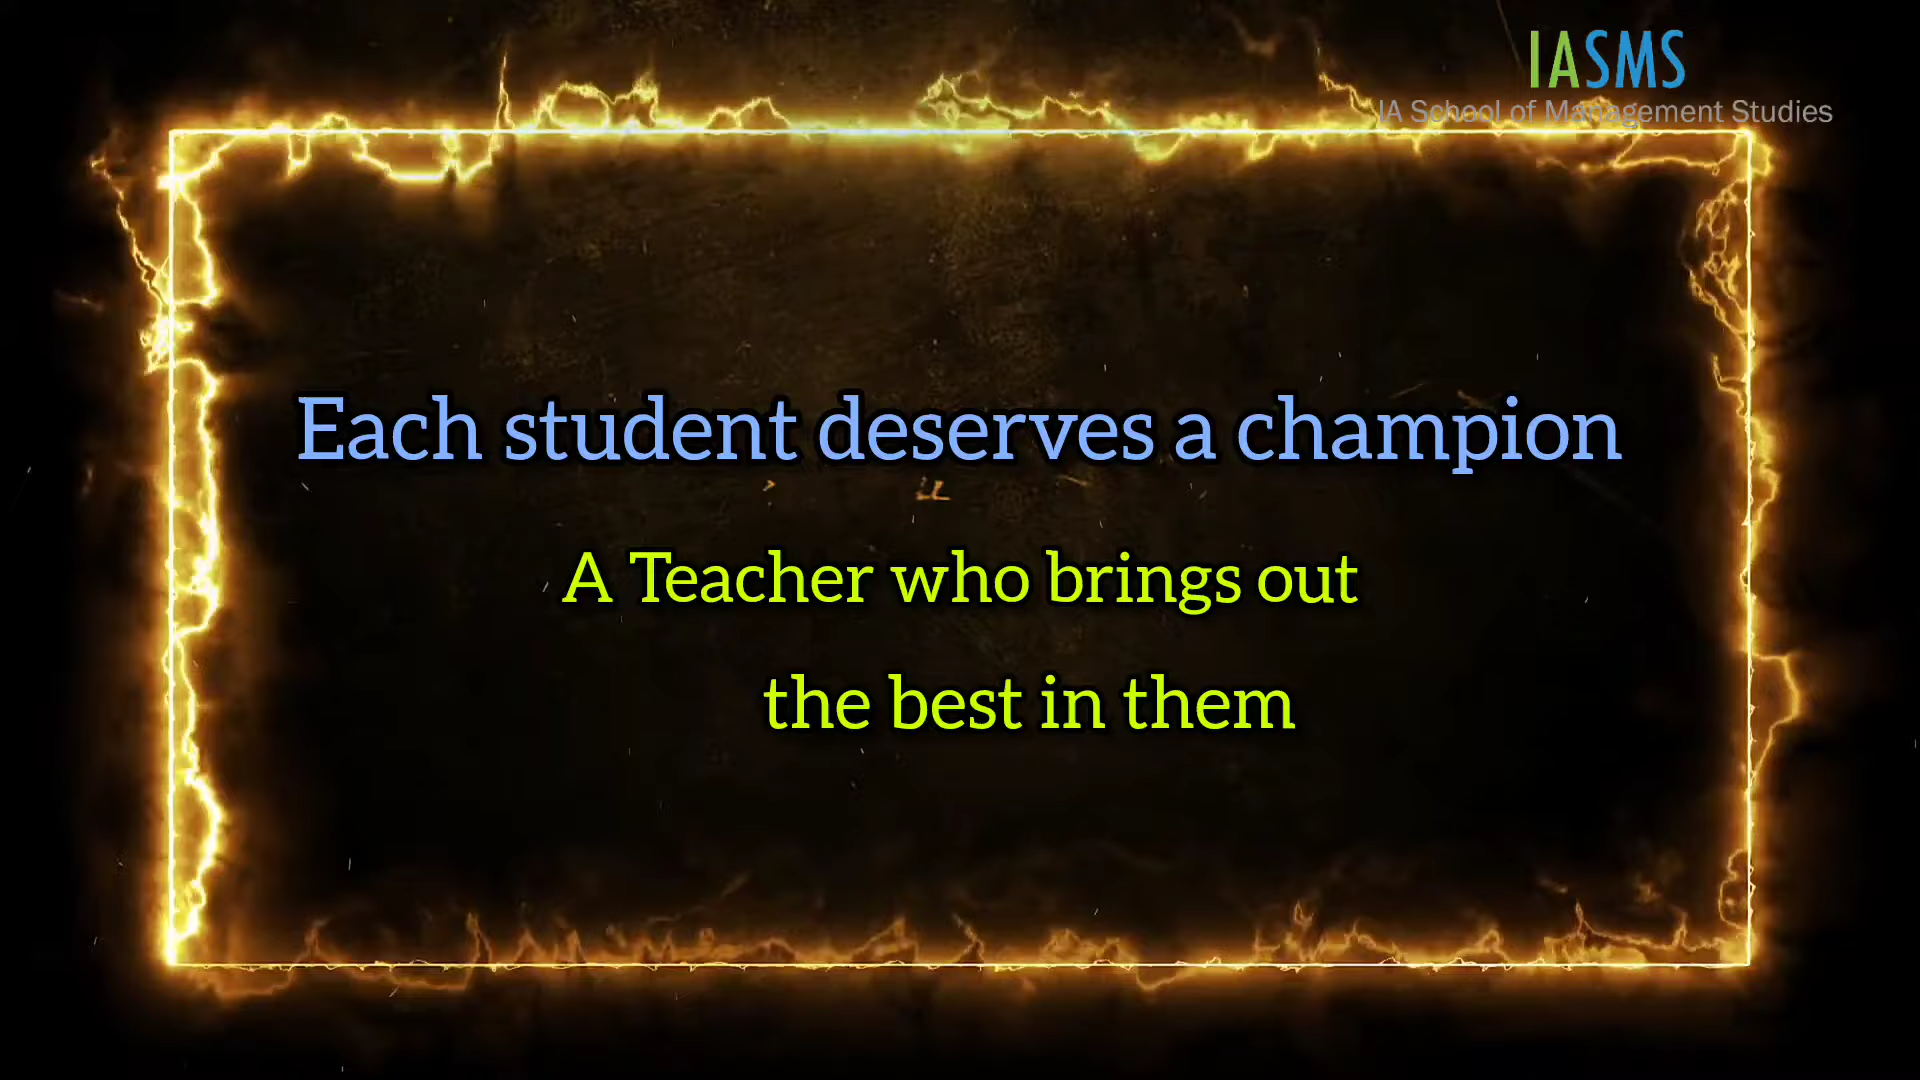 IASMS
IA School of Management Studies
Each student deserves a champion
A Teacher who brings out
the best in them